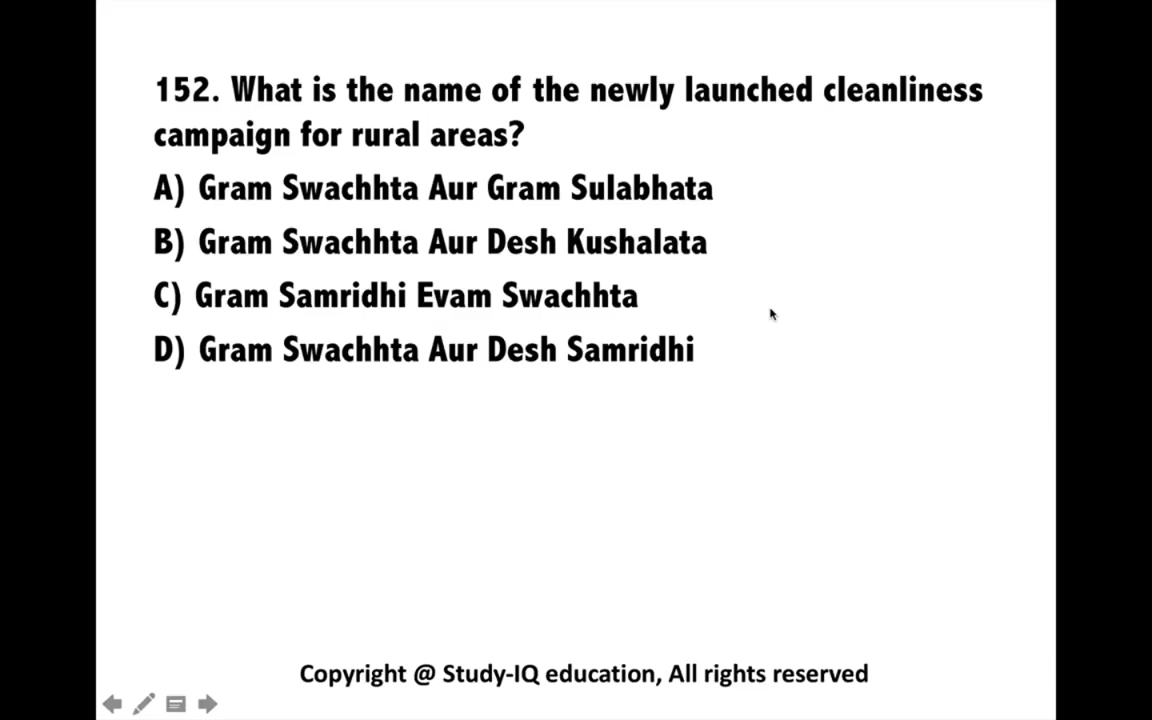 152. What is the name of the newly launched cleanliness
campaign for rural areas?
A) Gram Swachhta Aur Gram Sulabhata
B) Gram Swachhta Aur Desh Kushalata
C) Gram Samridhi Evam Swachhta
D) Gram Swachhta Aur Desh Samridhi
Copyright @ Study-IQ education, All rights reserved